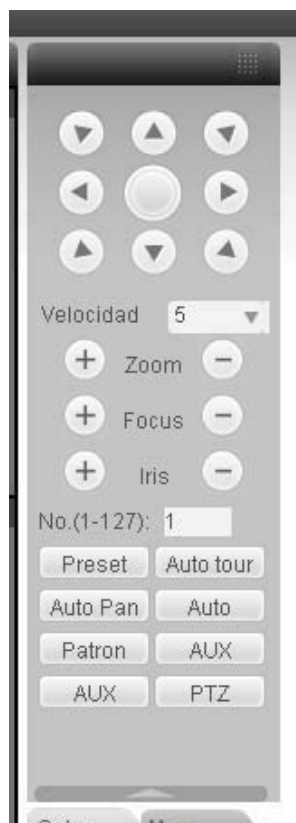 Velocidad 5
+ Zoom −
+ Focus −
+ Iris −
No.(1-127): 1
Preset Auto tour
Auto Pan Auto
Patron AUX
AUX PTZ